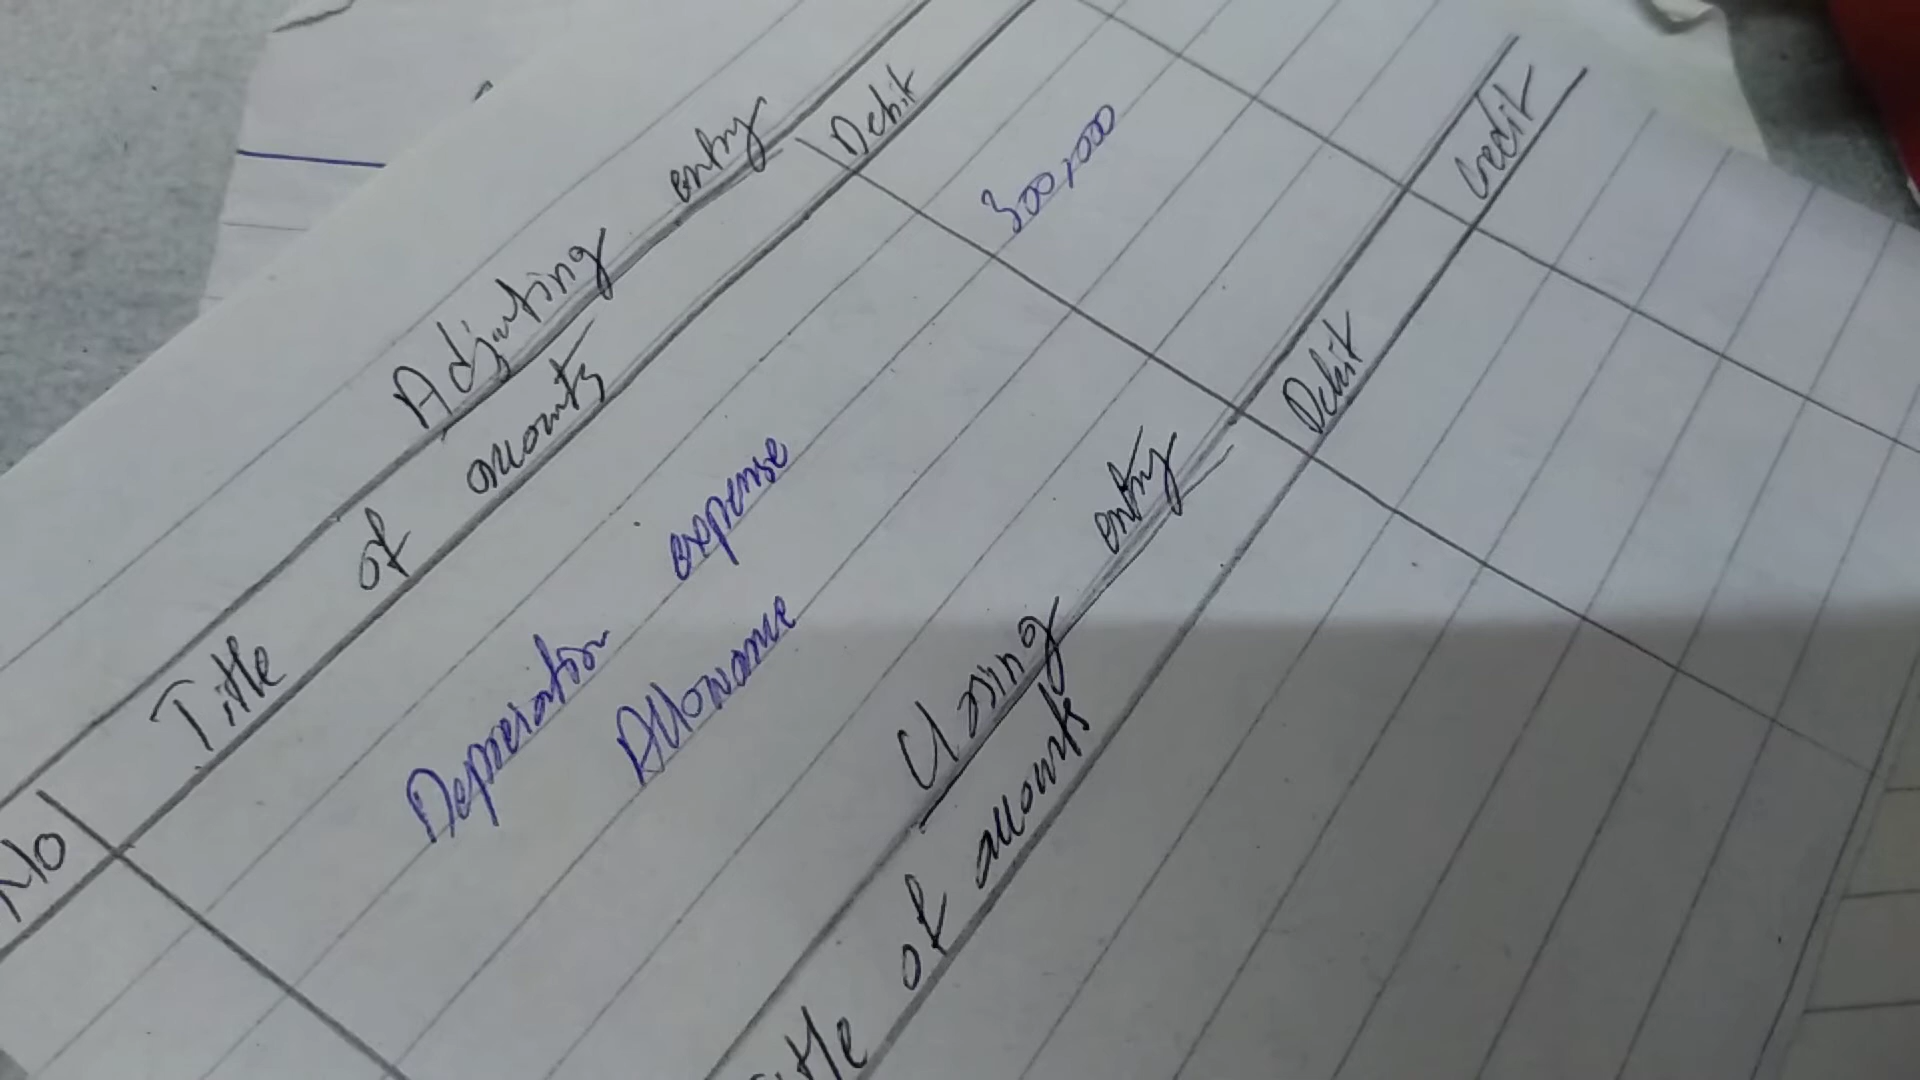 Adjusting entry
No Title of accounts Debit
Depreciation expense 300,000
Allowance
Closing entry
Title of accounts Debit Credit